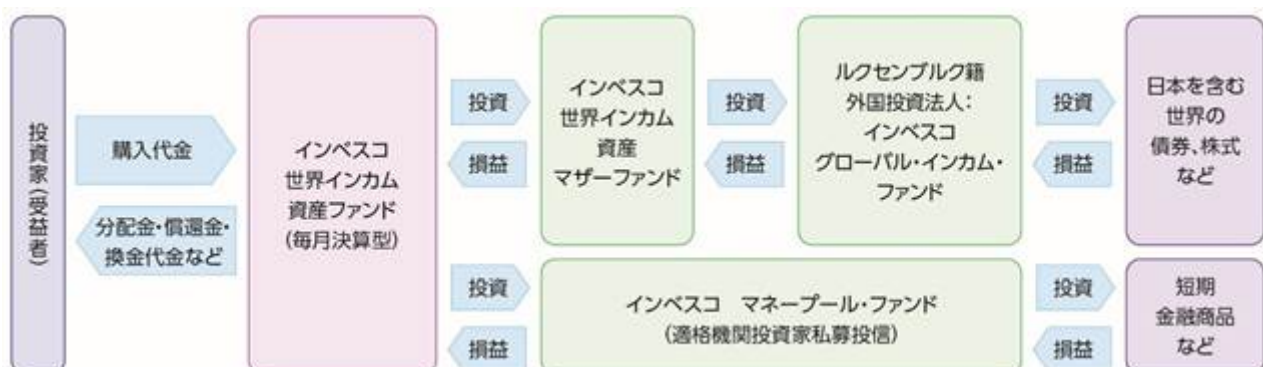 投資家(受益者)
購入代金
分配金・償還金・
換金代金など
インベスコ
世界インカム
資産ファンド
(毎月決算型)
投資
損益
インベスコ
世界インカム
資産
マザーファンド
投資
損益
ルクセンブルク籍
外国投資法人:
インベスコ
グローバル・インカム・
ファンド
投資
損益
日本を含む
世界の
債券、株式
など
投資
損益
インベスコ　マネープール・ファンド
(適格機関投資家私募投信)
投資
損益
短期
金融商品
など